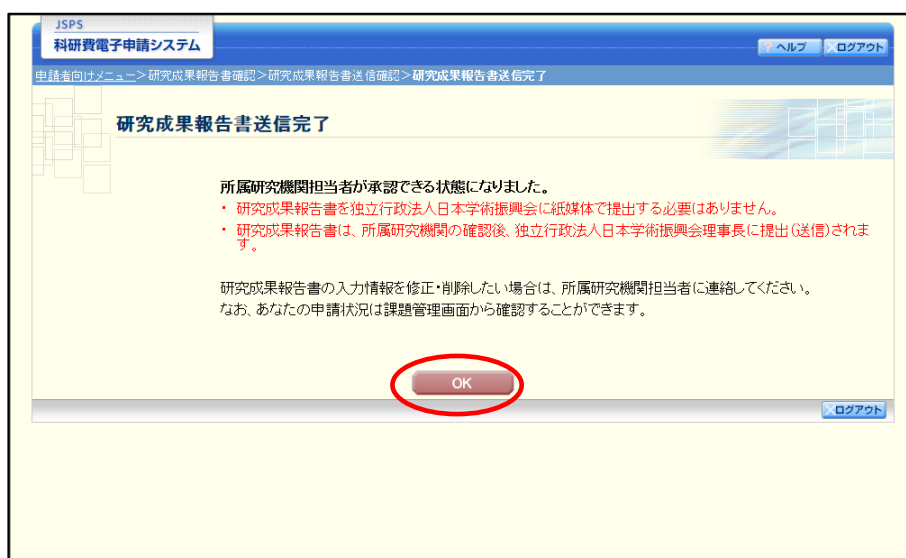 JSPS
科研費電子申請システム
ヘルプ
ログアウト
申請者向けメニュー>研究成果報告書確認>研究成果報告書送信確認>研究成果報告書送信完了
研究成果報告書送信完了
所属研究機関担当者が承認できる状態になりました。
・ 研究成果報告書を独立行政法人日本学術振興会に紙媒体で提出する必要はありません。
・ 研究成果報告書は、所属研究機関の確認後、独立行政法人日本学術振興会理事長に提出(送信)されま
す。
研究成果報告書の入力情報を修正・削除したい場合は、所属研究機関担当者に連絡してください。
なお、あなたの申請状況は課題管理画面から確認することができます。
OK
ログアウト